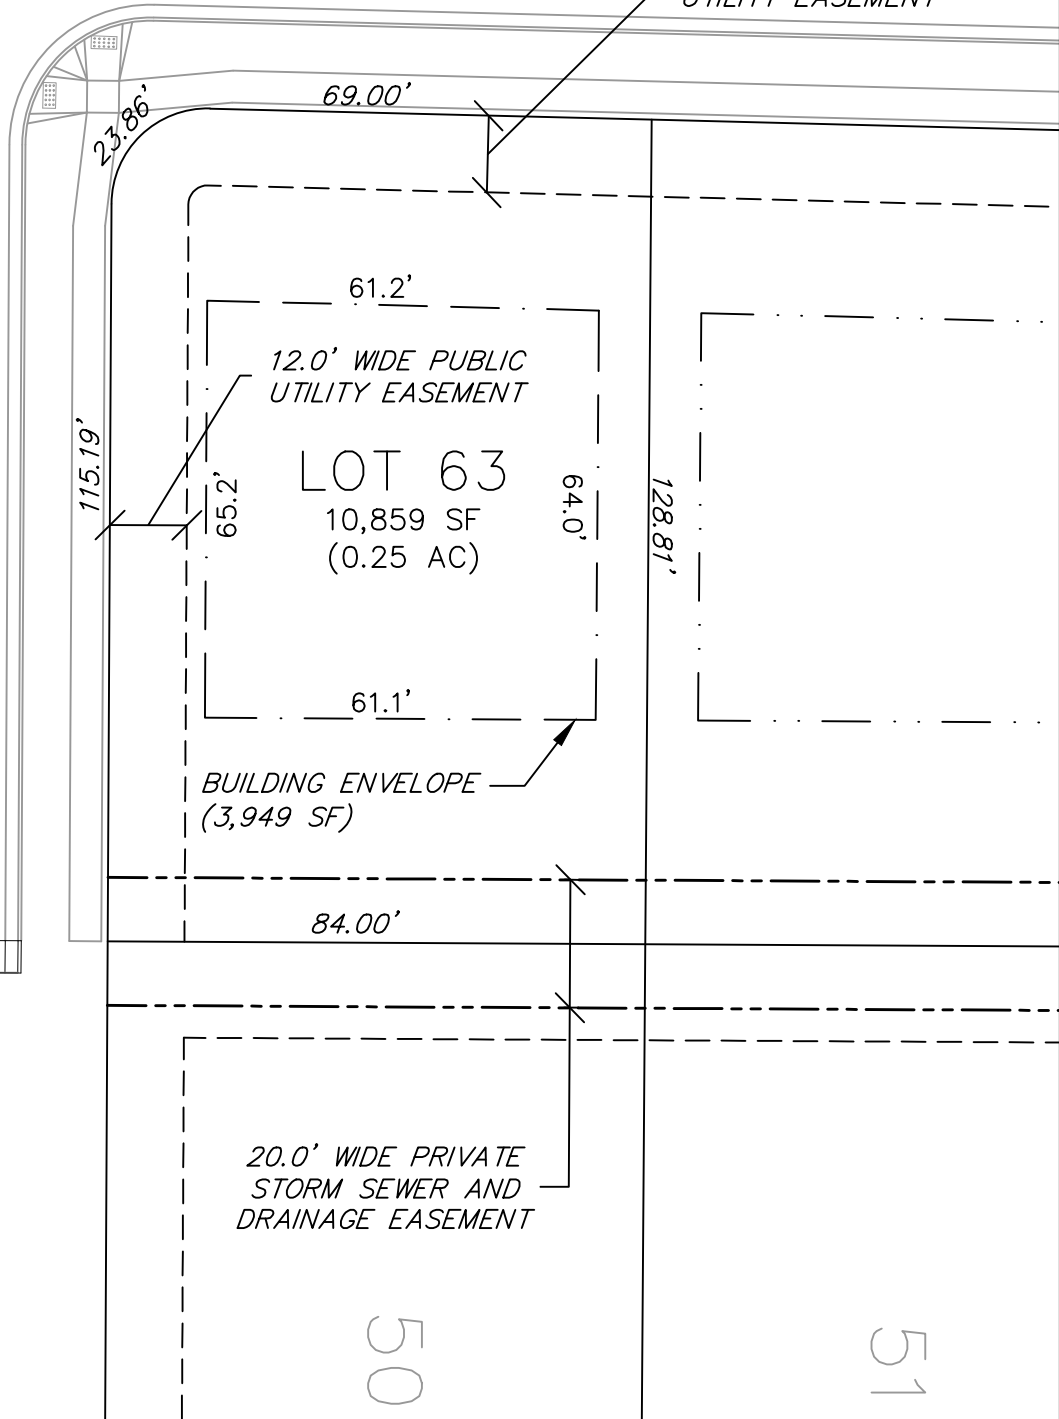 UTILITY EASEMENT
69.00'
23.86'
61.2'
12.0' WIDE PUBLIC
UTILITY EASEMENT
115.19'
65.2'
LOT 63
10,859 SF
(0.25 AC)
64.0'
128.81'
61.1'
BUILDING ENVELOPE
(3,949 SF)
84.00'
20.0' WIDE PRIVATE
STORM SEWER AND
DRAINAGE EASEMENT
50
51